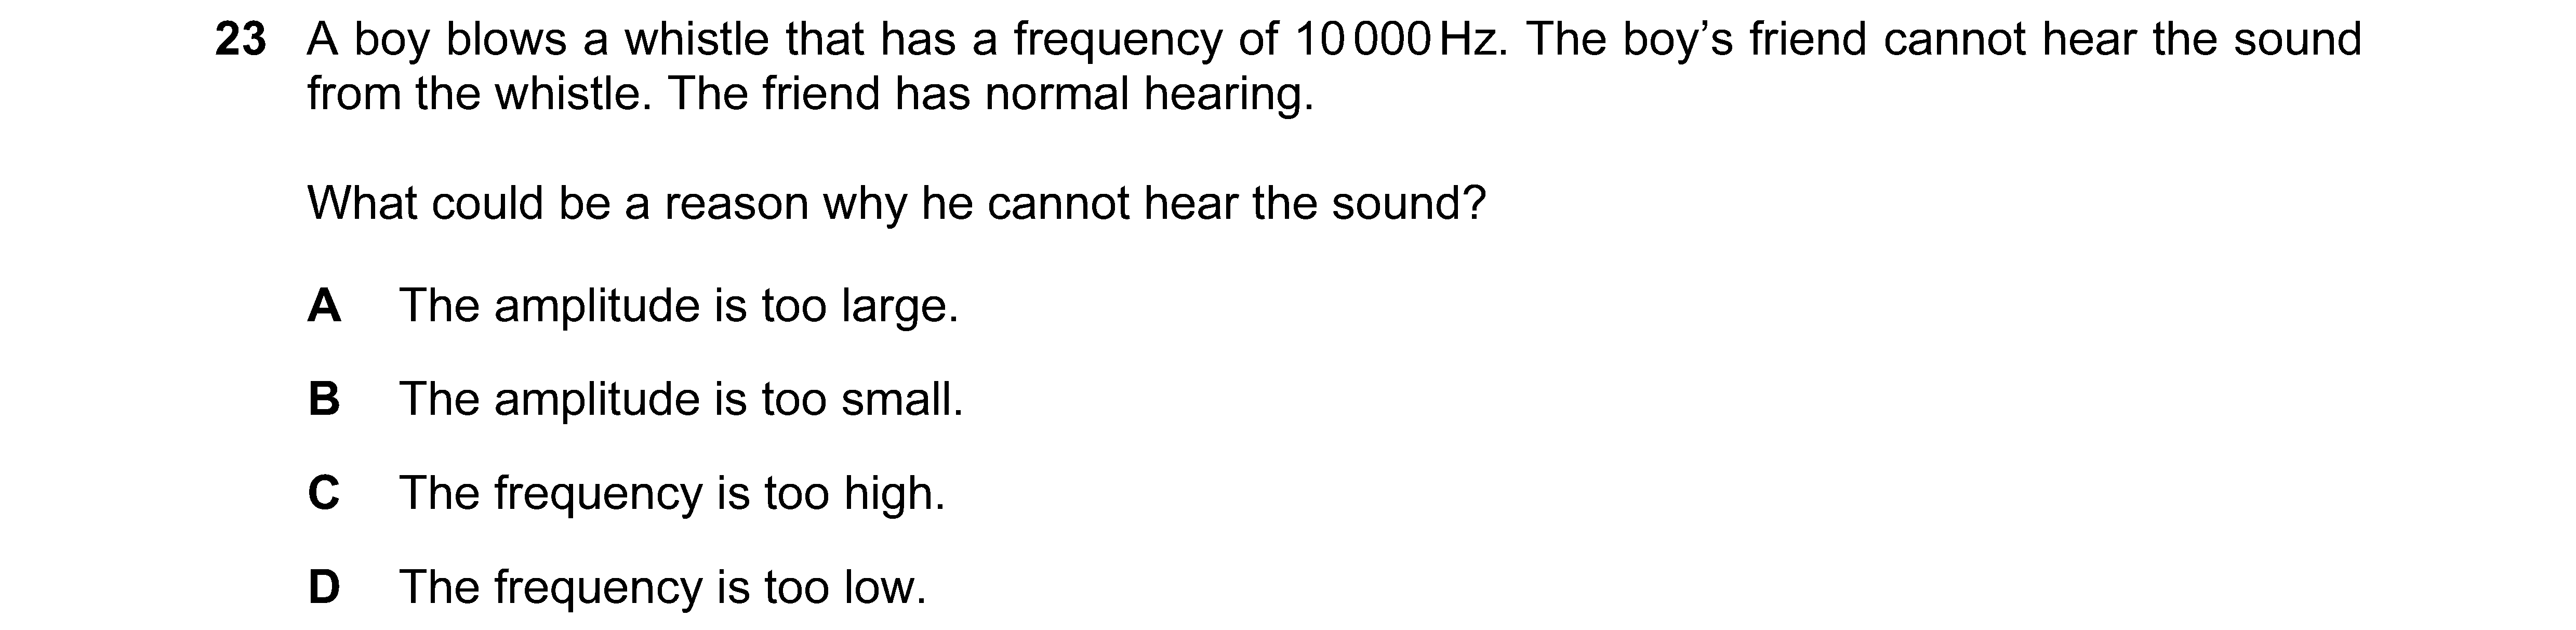 23 A boy blows a whistle that has a frequency of 10 000 Hz. The boy’s friend cannot hear the sound
from the whistle. The friend has normal hearing.
What could be a reason why he cannot hear the sound?
A The amplitude is too large.
B The amplitude is too small.
C The frequency is too high.
D The frequency is too low.